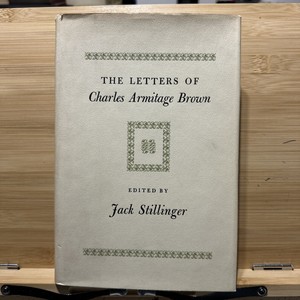 THE LETTERS OF
Charles Armitage Brown
EDITED BY
Jack Stillinger